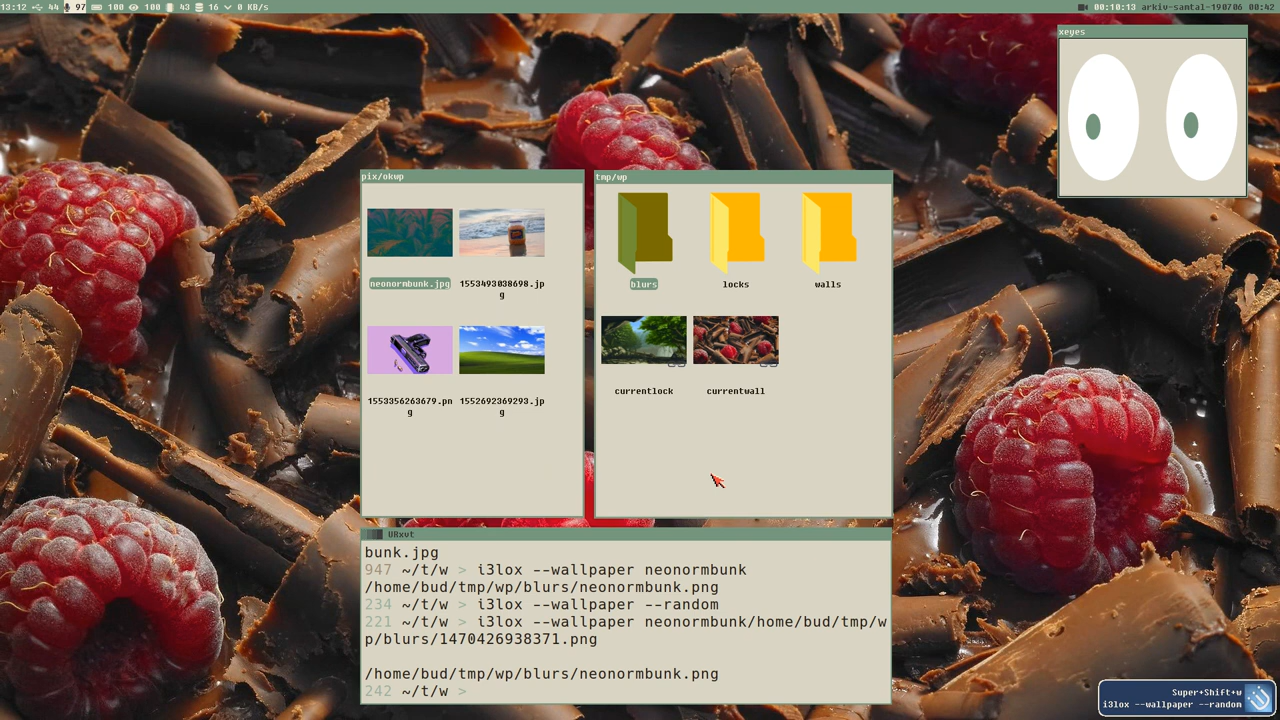 13:12 44 97 100 100 43 16 0 KB/s
00:10:13 arkiv-samtal-190706 00:42
xeyes
pix/okwp
neonormbunk.jpg
1553493038698.jp
g
1553356263679.pn
g
1552692369293.jp
g
tmp/wp
blurs
locks
walls
currentlock
currentwall
URxvt
bunk.jpg
947 ~/t/w > i3lox --wallpaper neonormbunk
/home/bud/tmp/wp/blurs/neonormbunk.png
234 ~/t/w > i3lox --wallpaper --random
221 ~/t/w > i3lox --wallpaper neonormbunk/home/bud/tmp/w
p/blurs/1470426938371.png
/home/bud/tmp/wp/blurs/neonormbunk.png
242 ~/t/w >
Super+Shift+w
i3lox --wallpaper --random